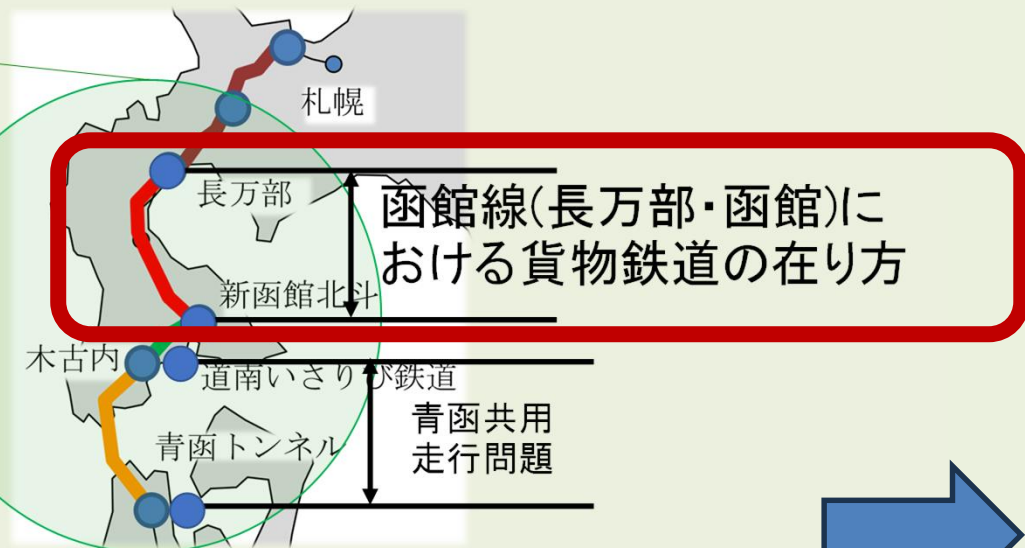 札幌
長万部
函館線(長万部・函館)に
おける貨物鉄道の在り方
新函館北斗
木古内
道南いさりび鉄道
青函共用
走行問題
青函トンネル